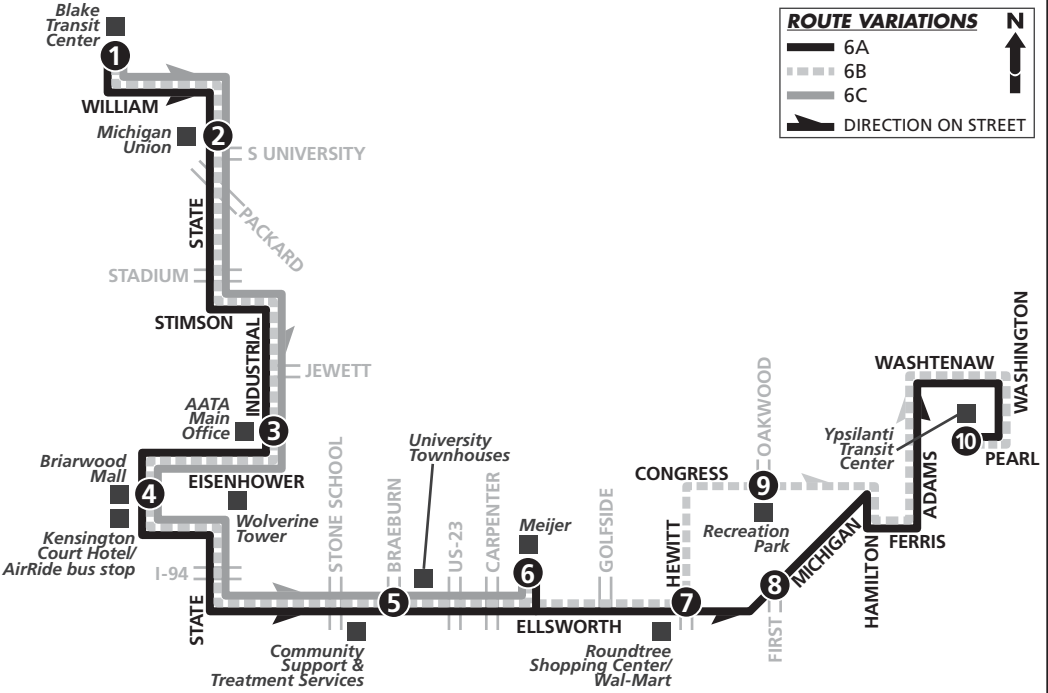 Blake
Transit
Center
1
WILLIAM
Michigan
Union
2
S UNIVERSITY
STATE
PACKARD
STADIUM
STIMSON
INDUSTRIAL
JEWETT
AATA
Main
Office
3
Briarwood
Mall
4
EISENHOWER
Kensington
Court Hotel/
AirRide bus stop
Wolverine
Tower
I-94
STATE
STONE SCHOOL
BRAEBURN
University
Townhouses
US-23
CARPENTER
5
Community
Support &
Treatment Services
Meijer
6
ELLSWORTH
GOLFSIDE
HEWITT
7
Roundtree
Shopping Center/
Wal-Mart
CONGRESS
OAKWOOD
9
Recreation
Park
8
FIRST
MICHIGAN
HAMILTON
FERRIS
ADAMS
WASHTENAW
WASHINGTON
Ypsilanti
Transit
Center
10
PEARL
ROUTE VARIATIONS
N
6A
6B
6C
DIRECTION ON STREET